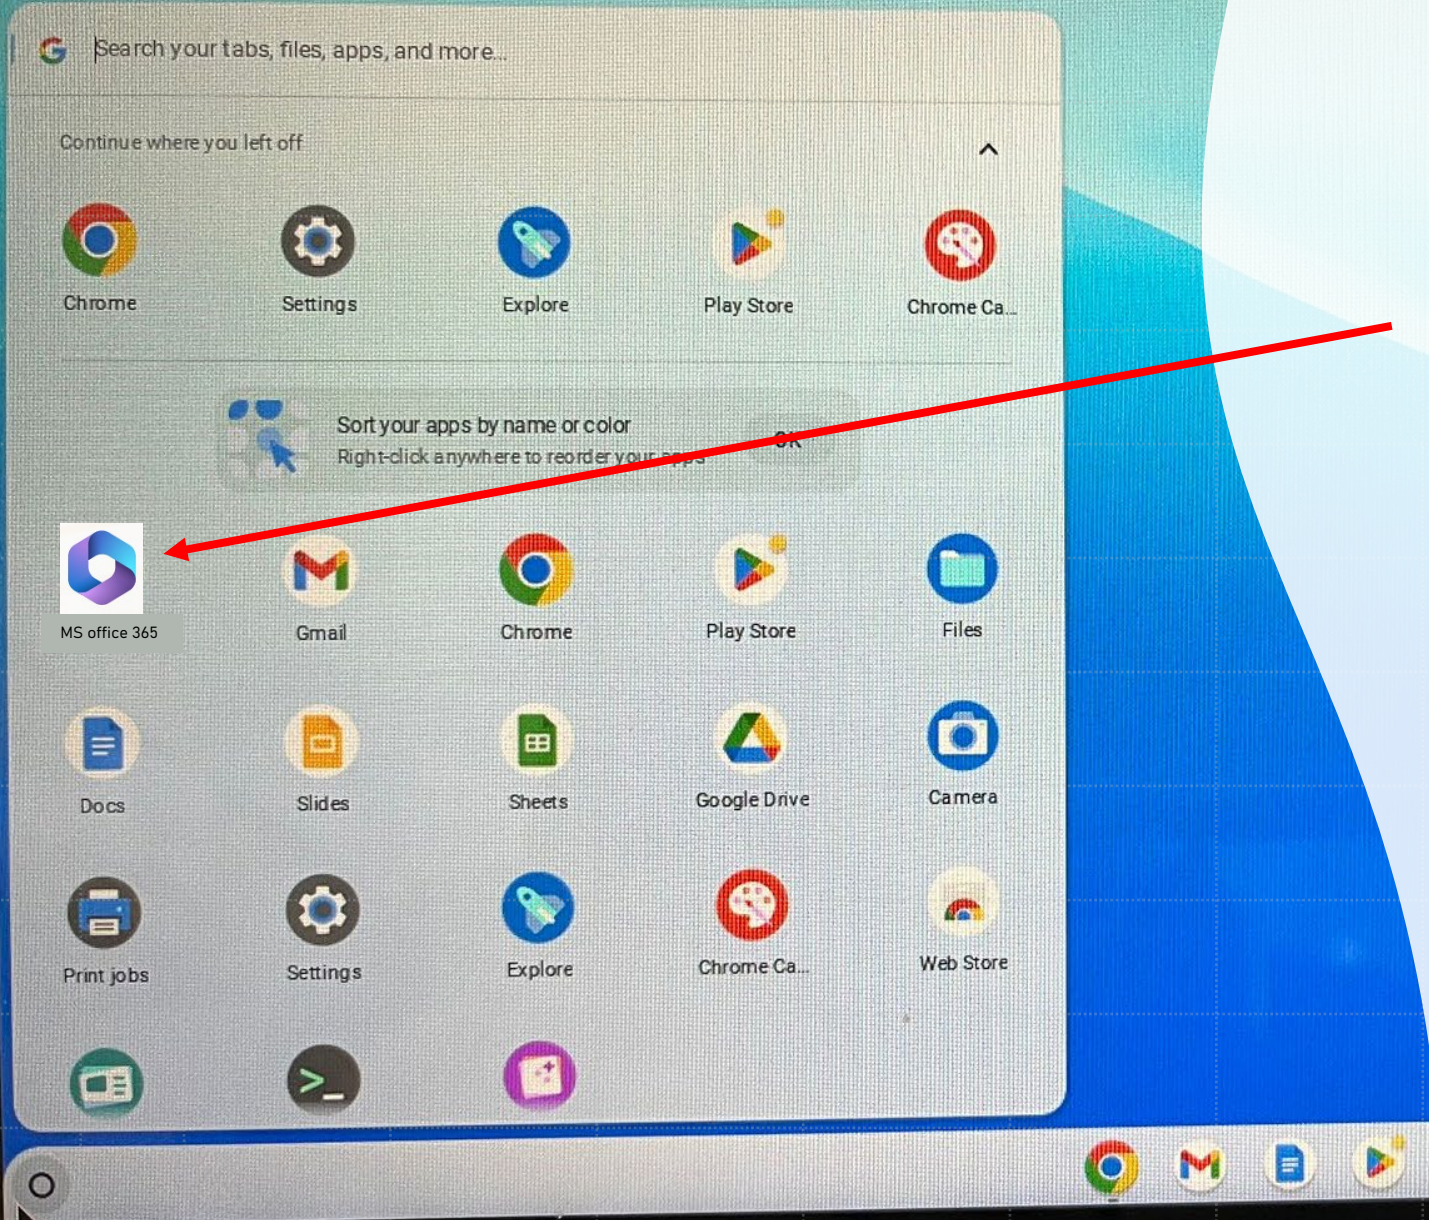 Search your tabs, files, apps, and more...
Continue where you left off
Chrome
Settings
Explore
Play Store
Chrome Ca...
Sort your apps by name or color
Right-click anywhere to reorder your apps
OK
MS office 365
Gmail
Chrome
Play Store
Files
Docs
Slides
Sheets
Google Drive
Camera
Print jobs
Settings
Explore
Chrome Ca...
Web Store